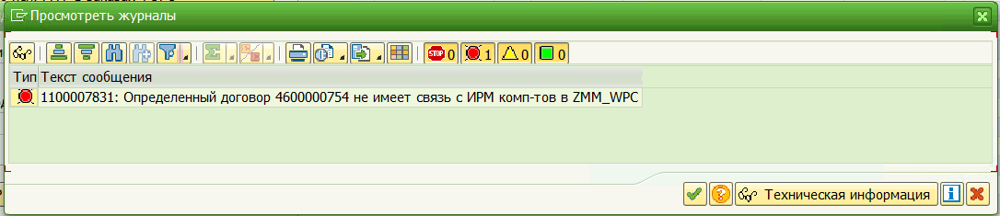 Просмотреть журналы
STOP 0 1 0 0
Тип Текст сообщения
1100007831: Определенный договор 4600000754 не имеет связь с ИРМ комп-тов в ZMM_WPC
Техническая информация